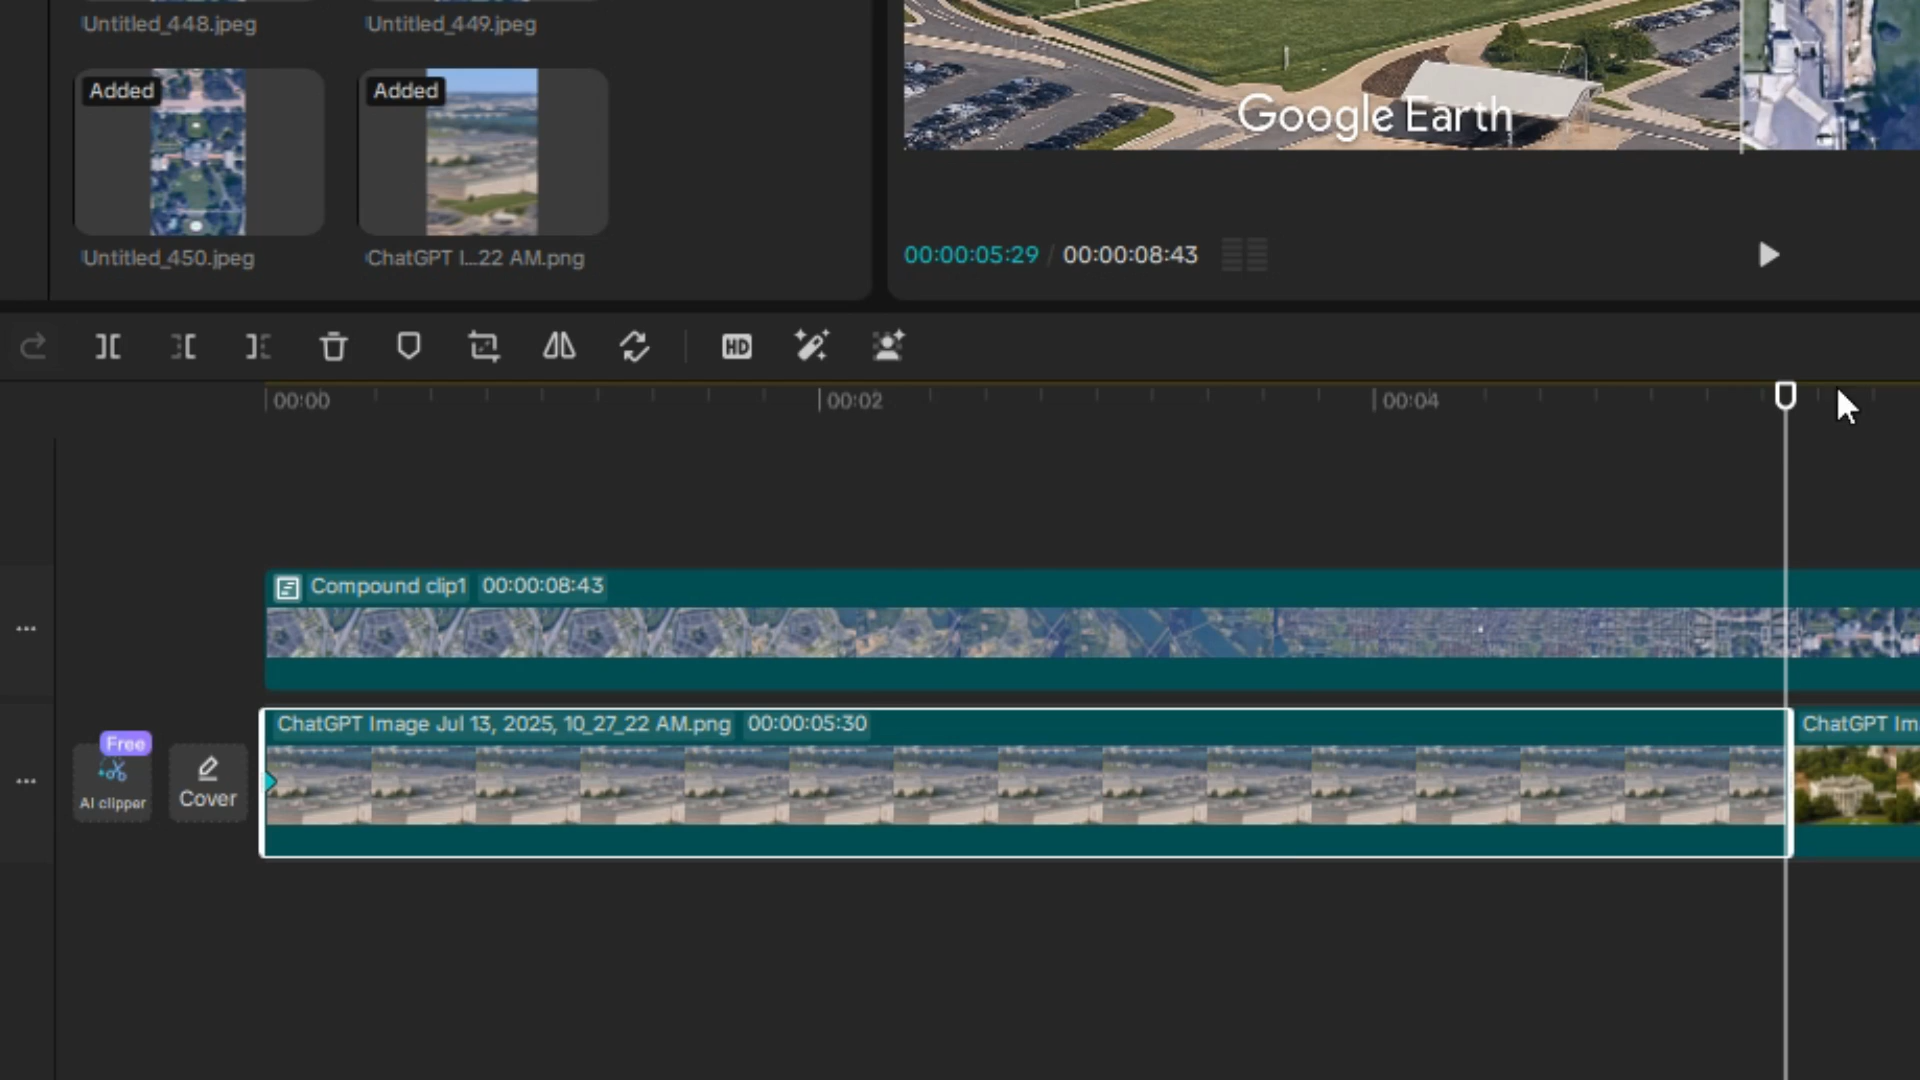 Untitled_448.jpeg
Untitled_449.jpeg
Added
Added
Untitled_450.jpeg
ChatGPT I...22 AM.png
Google Earth
00:00:05:29 / 00:00:08:43
HD
00:00
00:02
00:04
Compound clip1 00:00:08:43
ChatGPT Image Jul 13, 2025, 10_27_22 AM.png 00:00:05:30
ChatGPT Im
Free
AI clipper
Cover